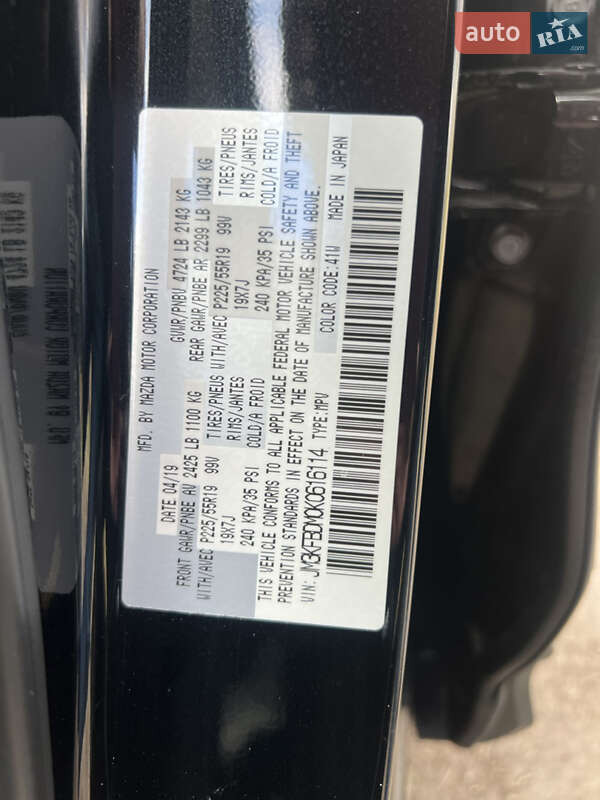 auto RIA .com
MFD. BY MAZDA MOTOR CORPORATION
DATE 04/19 GVWR/PNBV 4724 LB 2143 KG
FRONT GAWR/PNBE AV 2425 LB 1100 KG REAR GAWR/PNBE AR 2299 LB 1043 KG
WITH/AVEC P225/55R19 99V TIRES/PNEUS WITH/AVEC P225/55R19 99V TIRES/PNEUS
19X7J RIMS/JANTES 19X7J RIMS/JANTES
240 KPA/35 PSI COLD/A FROID 240 KPA/35 PSI COLD/A FROID
THIS VEHICLE CONFORMS TO ALL APPLICABLE FEDERAL MOTOR VEHICLE SAFETY AND THEFT
PREVENTION STANDARDS IN EFFECT ON THE DATE OF MANUFACTURE SHOWN ABOVE.
VIN: JM3KFBDM0K0616114 TYPE:MPV COLOR CODE:41W MADE IN JAPAN